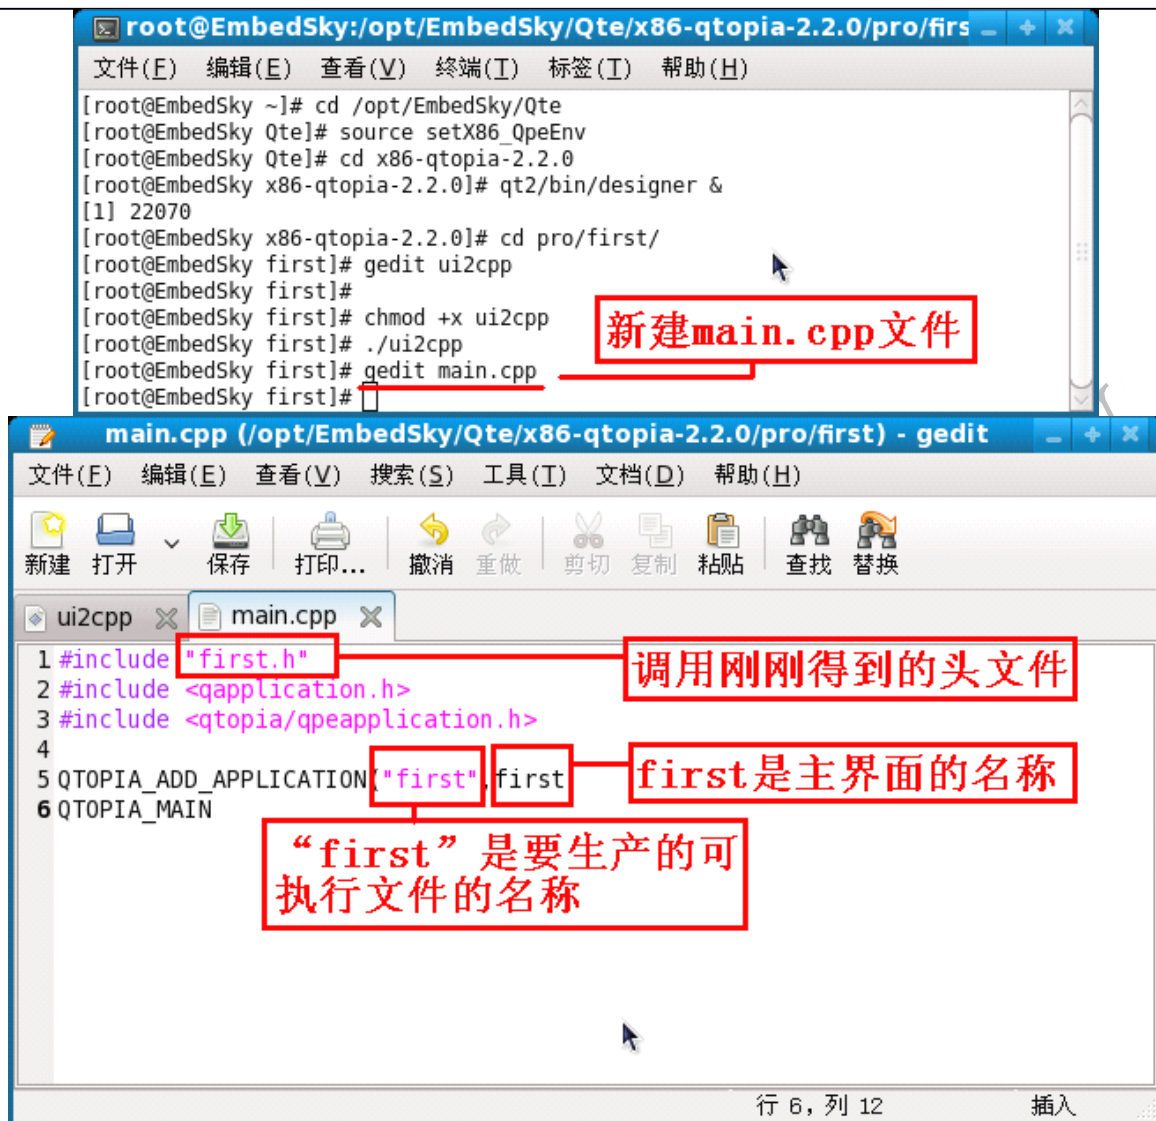 root@EmbedSky:/opt/EmbedSky/Qte/x86-qtopia-2.2.0/pro/firs
文件(F) 编辑(E) 查看(V) 终端(T) 标签(T) 帮助(H)
[root@EmbedSky ~]# cd /opt/EmbedSky/Qte
[root@EmbedSky Qte]# source setX86_QpeEnv
[root@EmbedSky Qte]# cd x86-qtopia-2.2.0
[root@EmbedSky x86-qtopia-2.2.0]# qt2/bin/designer &
[1] 22070
[root@EmbedSky x86-qtopia-2.2.0]# cd pro/first/
[root@EmbedSky first]# gedit ui2cpp
[root@EmbedSky first]#
[root@EmbedSky first]# chmod +x ui2cpp
[root@EmbedSky first]# ./ui2cpp
[root@EmbedSky first]# gedit main.cpp
[root@EmbedSky first]#
新建main.cpp文件
main.cpp (/opt/EmbedSky/Qte/x86-qtopia-2.2.0/pro/first) - gedit
文件(F) 编辑(E) 查看(V) 搜索(S) 工具(T) 文档(D) 帮助(H)
新建 打开 保存 打印... 撤消 重做 剪切 复制 粘贴 查找 替换
ui2cpp main.cpp
1 #include "first.h"
调用刚刚得到的头文件
2 #include <qapplication.h>
3 #include <qtopia/qpeapplication.h>
4
5 QTOPIA_ADD_APPLICATION("first",first
first是主界面的名称
6 QTOPIA_MAIN
“first”是要生产的可
执行文件的名称
行 6, 列 12 插入